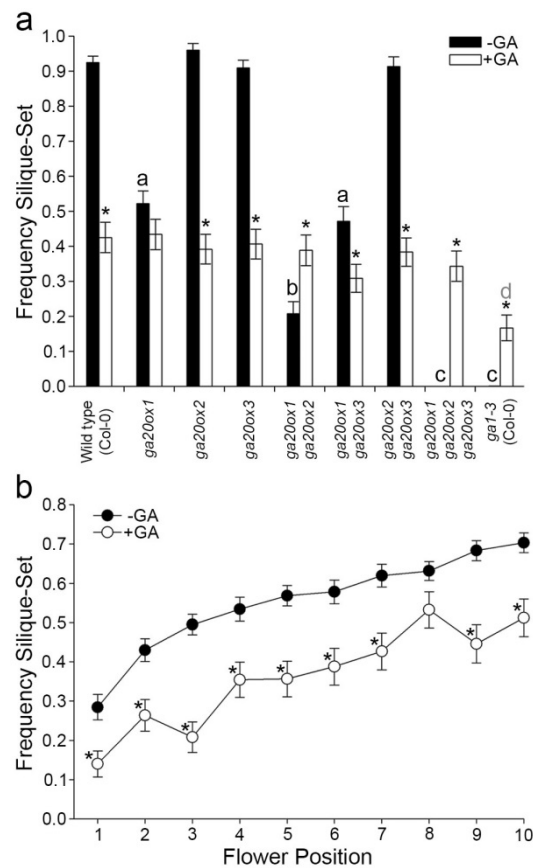 a
-GA
+GA
Frequency Silique-Set
1.0
0.9
0.8
0.7
0.6
0.5
0.4
0.3
0.2
0.1
0.0
*
a
*
*
b
*
a
*
*
c
*
c
d
*
Wild type
(Col-0)
ga20ox1
ga20ox2
ga20ox3
ga20ox1
ga20ox2
ga20ox1
ga20ox3
ga20ox2
ga20ox3
ga20ox1
ga20ox2
ga20ox3
ga1-3
(Col-0)
b
-GA
+GA
Frequency Silique-Set
0.8
0.7
0.6
0.5
0.4
0.3
0.2
0.1
0.0
*
*
*
*
*
*
*
*
*
1 2 3 4 5 6 7 8 9 10
Flower Position